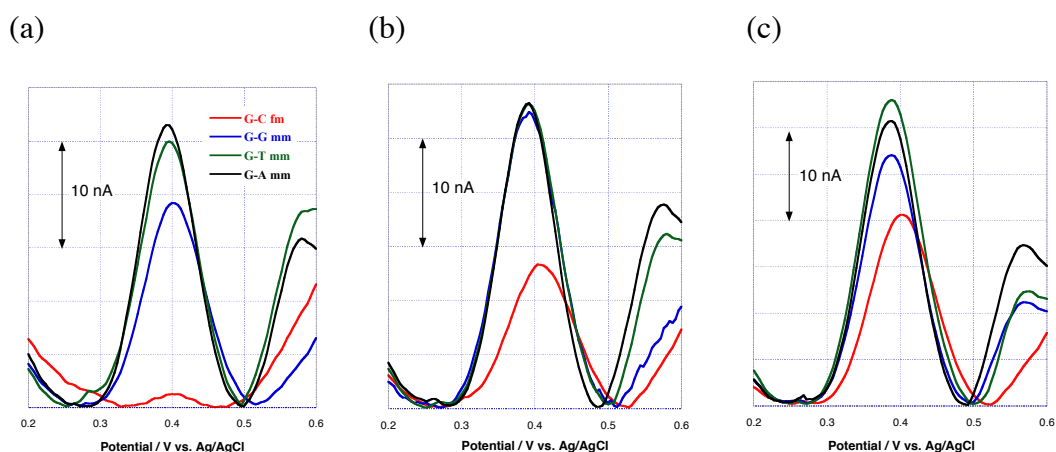 (a)
(b)
(c)
G-C fm
G-G mm
G-T mm
G-A mm
10 nA
10 nA
10 nA
0.2 0.3 0.4 0.5 0.6
0.2 0.3 0.4 0.5 0.6
0.2 0.3 0.4 0.5 0.6
Potential / V vs. Ag/AgCl
Potential / V vs. Ag/AgCl
Potential / V vs. Ag/AgCl